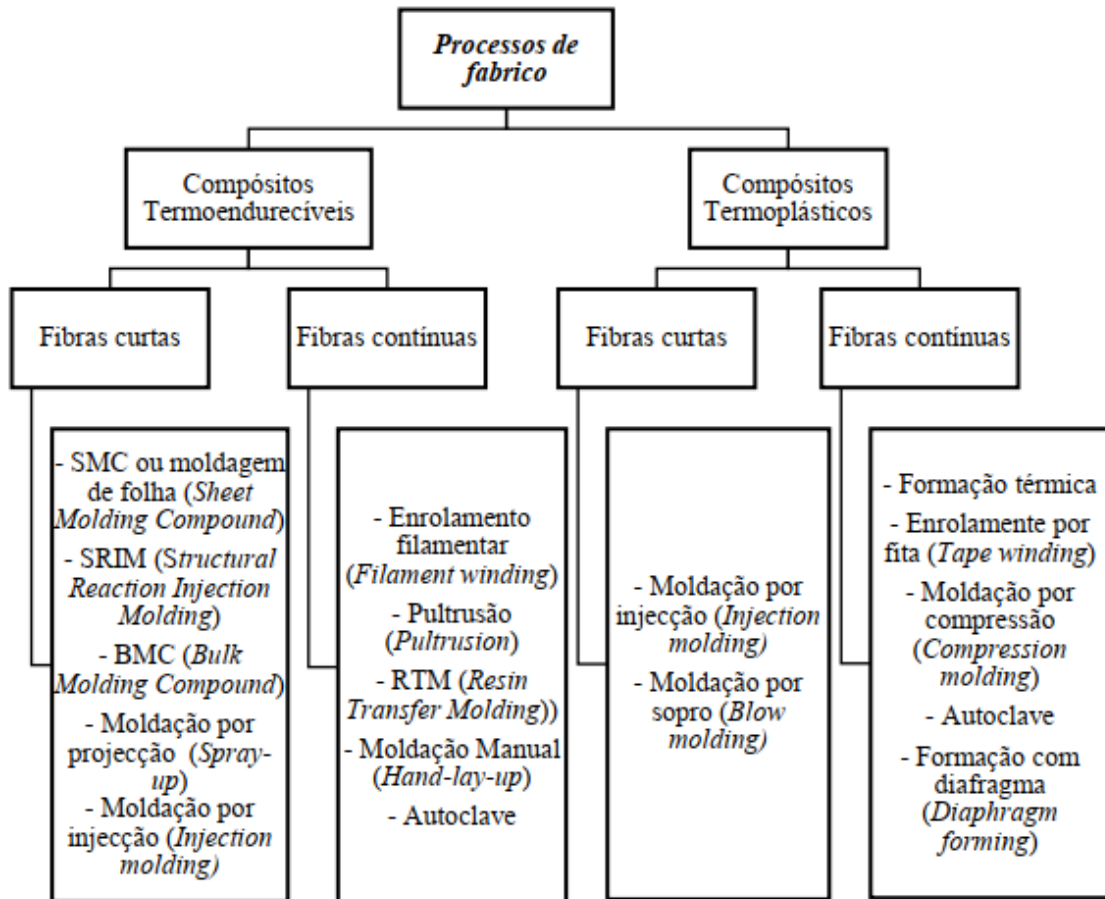 Processos de
fabrico
Compósitos
Termoendurecíveis
Compósitos
Termoplásticos
Fibras curtas
Fibras contínuas
Fibras curtas
Fibras contínuas
- SMC ou moldagem
de folha (Sheet
Molding Compound)
- SRIM (Structural
Reaction Injection
Molding)
- BMC (Bulk
Molding Compound)
- Moldação por
projecção (Spray-
up)
- Moldação por
injecção (Injection
molding)
- Enrolamento
filamentar
(Filament winding)
- Pultrusão
(Pultrusion)
- RTM (Resin
Transfer Molding))
- Moldação Manual
(Hand-lay-up)
- Autoclave
- Moldação por
injecção (Injection
molding)
- Moldação por
sopro (Blow
molding)
- Formação térmica
- Enrolamente por
fita (Tape winding)
- Moldação por
compressão
(Compression
molding)
- Autoclave
- Formação com
diafragma
(Diaphragm
forming)